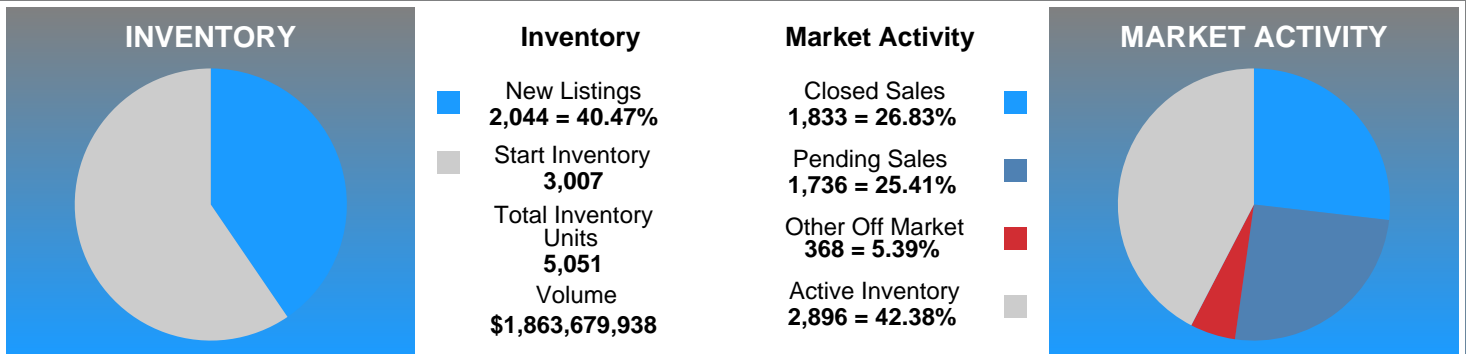 INVENTORY
Inventory
New Listings
2,044 = 40.47%
Start Inventory
3,007
Total Inventory
Units
5,051
Volume
$1,863,679,938
Market Activity
Closed Sales
1,833 = 26.83%
Pending Sales
1,736 = 25.41%
Other Off Market
368 = 5.39%
Active Inventory
2,896 = 42.38%
MARKET ACTIVITY